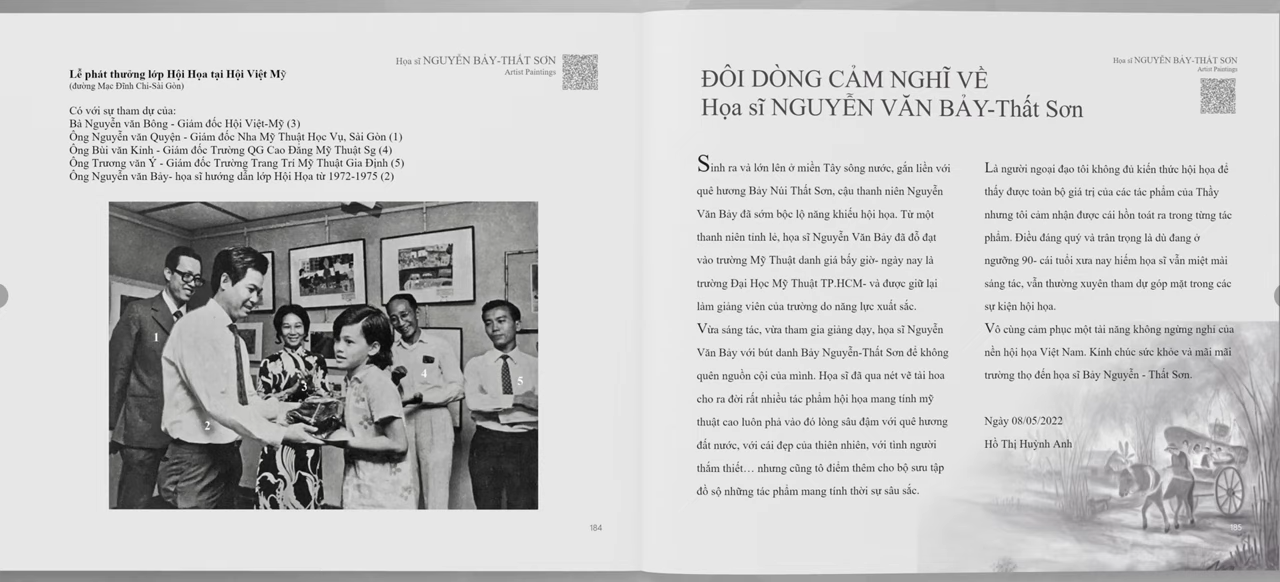 Họa sĩ NGUYỄN BẢY-THẤT SƠN
Artist Paintings
Lễ phát thưởng lớp Hội Họa tại Hội Việt Mỹ
(đường Mạc Đĩnh Chi-Sài Gòn)
Có với sự tham dự của:
Bà Nguyễn văn Bông - Giám đốc Hội Việt-Mỹ (3)
Ông Nguyễn văn Quyện - Giám đốc Nha Mỹ Thuật Học Vụ, Sài Gòn (1)
Ông Bùi văn Kinh - Giám đốc Trường QG Cao Đẳng Mỹ Thuật Sg (4)
Ông Trương văn Ý - Giám đốc Trường Trang Trí Mỹ Thuật Gia Định (5)
Ông Nguyễn văn Bảy- họa sĩ hướng dẫn lớp Hội Họa từ 1972-1975 (2)
1
2
3
4
5
184
Họa sĩ NGUYỄN BẢY-THẤT SƠN
Artist Paintings
ĐÔI DÒNG CẢM NGHĨ VỀ
Họa sĩ NGUYỄN VĂN BẢY-Thất Sơn
Sinh ra và lớn lên ở miền Tây sông nước, gắn liền với
quê hương Bảy Núi Thất Sơn, cậu thanh niên Nguyễn
Văn Bảy đã sớm bộc lộ năng khiếu hội họa. Từ một
thanh niên tỉnh lẻ, họa sĩ Nguyễn Văn Bảy đã đỗ đạt
vào trường Mỹ Thuật danh giá bấy giờ- ngày nay là
trường Đại Học Mỹ Thuật TP.HCM- và được giữ lại
làm giảng viên của trường do năng lực xuất sắc.
Vừa sáng tác, vừa tham gia giảng dạy, họa sĩ Nguyễn
Văn Bảy với bút danh Bảy Nguyễn-Thất Sơn để không
quên nguồn cội của mình. Họa sĩ đã qua nét vẽ tài hoa
cho ra đời rất nhiều tác phẩm hội họa mang tính mỹ
thuật cao luôn phả vào đó lòng sâu đậm với quê hương
đất nước, với cái đẹp của thiên nhiên, với tình người
thắm thiết… nhưng cũng tô điểm thêm cho bộ sưu tập
đồ sộ những tác phẩm mang tính thời sự sâu sắc.
Là người ngoại đạo tôi không đủ kiến thức hội họa để
thấy được toàn bộ giá trị của các tác phẩm của Thầy
nhưng tôi cảm nhận được cái hồn toát ra trong từng tác
phẩm. Điều đáng quý và trân trọng là dù đang ở
ngưỡng 90- cái tuổi xưa nay hiếm họa sĩ vẫn miệt mài
sáng tác, vẫn thường xuyên tham dự góp mặt trong các
sự kiện hội họa.
Vô cùng cảm phục một tài năng không ngừng nghỉ của
nền hội họa Việt Nam. Kính chúc sức khỏe và mãi mãi
trường thọ đến họa sĩ Bảy Nguyễn - Thất Sơn.
Ngày 08/05/2022
Hồ Thị Huỳnh Anh
185